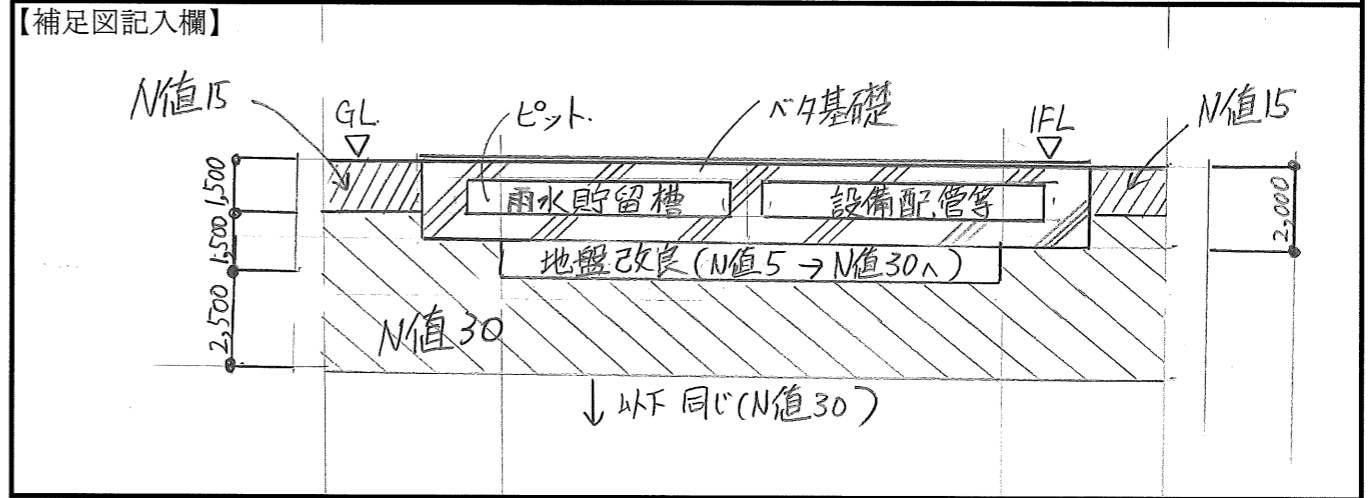 【補足図記入欄】
N値15
GL.
ピット.
ベタ基礎
1FL
N値15
1,500
1,500
2,500
雨水貯留槽
設備配管等
2,000
地盤改良(N値5→N値30へ)
N値30
↓以下同じ(N値30)